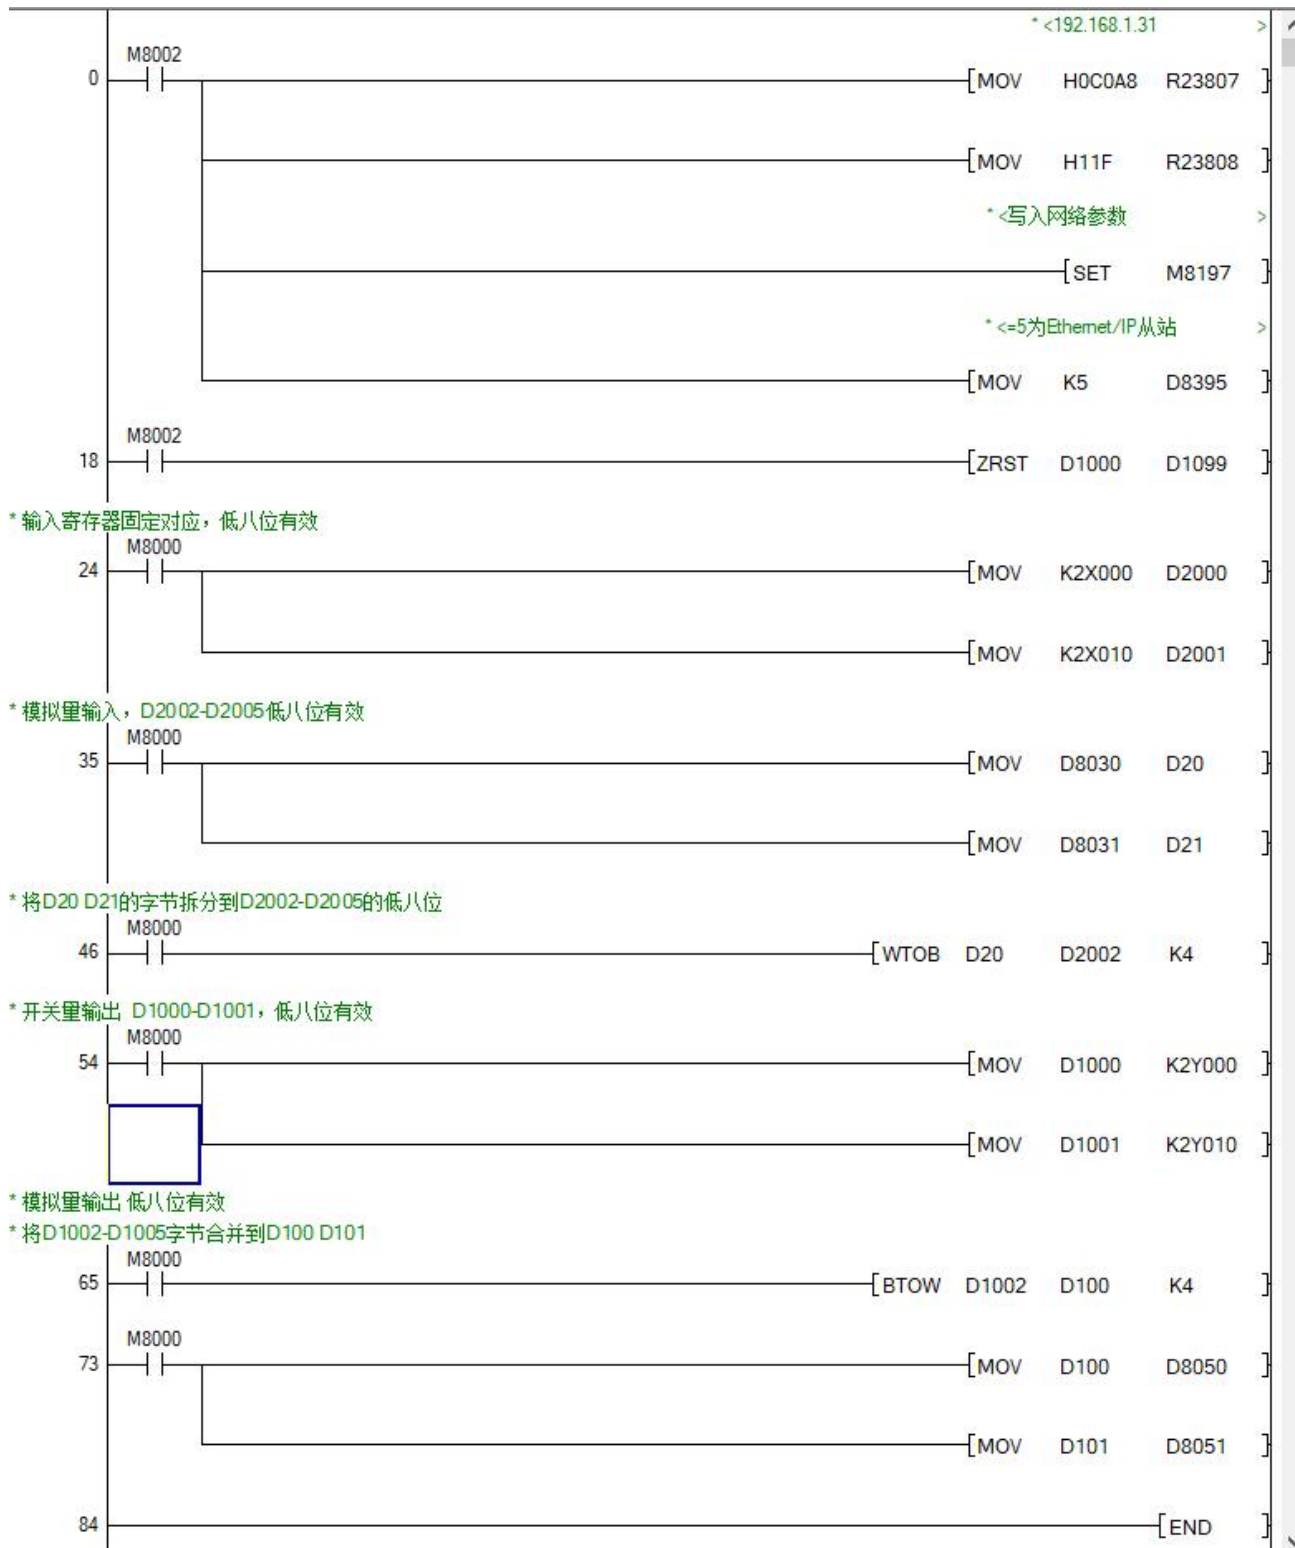 * <192.168.1.31 >
M8002
0 [MOV H0C0A8 R23807 ]
[MOV H11F R23808 ]
* <写入网络参数 >
[SET M8197 ]
* <=5为Ethernet/IP从站 >
[MOV K5 D8395 ]
M8002
18 [ZRST D1000 D1099 ]
* 输入寄存器固定对应，低八位有效
M8000
24 [MOV K2X000 D2000 ]
[MOV K2X010 D2001 ]
* 模拟里输入，D2002-D2005低八位有效
M8000
35 [MOV D8030 D20 ]
[MOV D8031 D21 ]
* 将D20 D21的字节拆分到D2002-D2005的低八位
M8000
46 [WTOB D20 D2002 K4 ]
* 开关里输出 D1000-D1001，低八位有效
M8000
54 [MOV D1000 K2Y000 ]
[MOV D1001 K2Y010 ]
* 模拟里输出 低八位有效
* 将D1002-D1005字节合并到D100 D101
M8000
65 [BTOW D1002 D100 K4 ]
M8000
73 [MOV D100 D8050 ]
[MOV D101 D8051 ]
84 [END ]